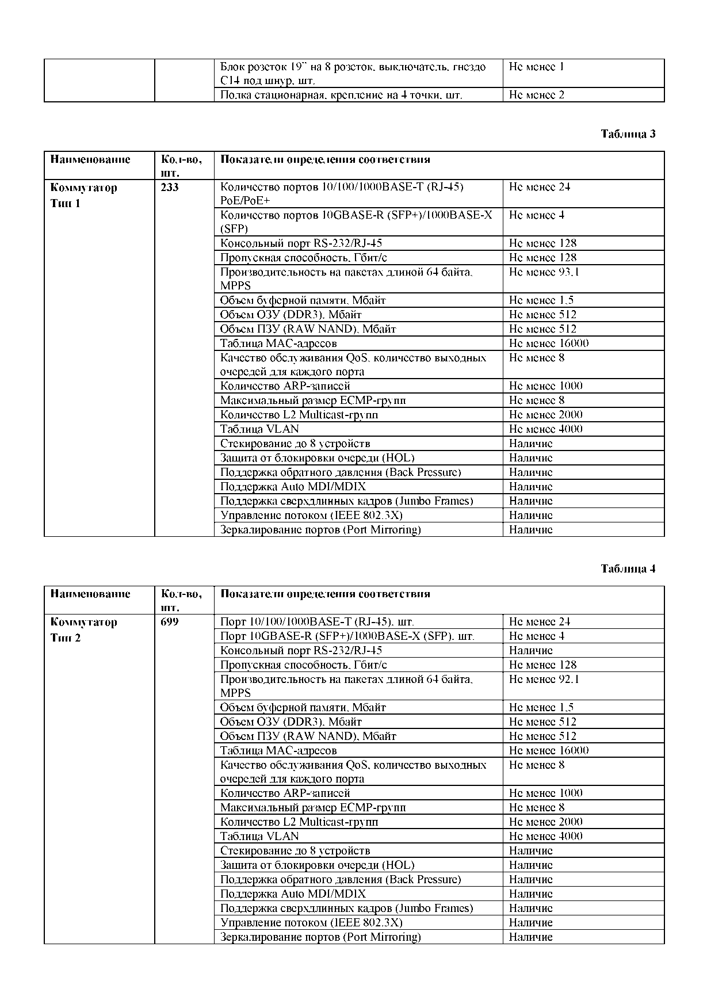 Блок розеток 19” на 8 розеток, выключатель, гнездо Не менее 1
С14 под шнур, шт.
Полка стационарная, крепление на 4 точки, шт. Не менее 2
Таблица 3
Наименование Кол-во, Показатели определения соответствия
шт.
Коммутатор 233 Количество портов 10/100/1000BASE-T (RJ-45) Не менее 24
Тип 1 PoE/PoE+
Количество портов 10GBASE-R (SFP+)/1000BASE-X Не менее 4
(SFP)
Консольный порт RS-232/RJ-45 Не менее 128
Пропускная способность, Гбит/с Не менее 128
Производительность на пакетах длиной 64 байта, Не менее 93,1
MPPS
Объем буферной памяти, Мбайт Не менее 1,5
Объем ОЗУ (DDR3), Мбайт Не менее 512
Объем ПЗУ (RAW NAND), Мбайт Не менее 512
Таблица MAC-адресов Не менее 16000
Качество обслуживания QoS, количество выходных Не менее 8
очередей для каждого порта
Количество ARP-записей Не менее 1000
Максимальный размер ECMP-групп Не менее 8
Количество L2 Multicast-групп Не менее 2000
Таблица VLAN Не менее 4000
Стекирование до 8 устройств Наличие
Защита от блокировки очереди (HOL) Наличие
Поддержка обратного давления (Back Pressure) Наличие
Поддержка Auto MDI/MDIX Наличие
Поддержка сверхдлинных кадров (Jumbo Frames) Наличие
Управление потоком (IEEE 802.3X) Наличие
Зеркалирование портов (Port Mirroring) Наличие
Таблица 4
Наименование Кол-во, Показатели определения соответствия
шт.
Коммутатор 699 Порт 10/100/1000BASE-T (RJ-45), шт. Не менее 24
Тип 2 Порт 10GBASE-R (SFP+)/1000BASE-X (SFP), шт. Не менее 4
Консольный порт RS-232/RJ-45 Наличие
Пропускная способность, Гбит/с Не менее 128
Производительность на пакетах длиной 64 байта, Не менее 92,1
MPPS
Объем буферной памяти, Мбайт Не менее 1,5
Объем ОЗУ (DDR3), Мбайт Не менее 512
Объем ПЗУ (RAW NAND), Мбайт Не менее 512
Таблица MAC-адресов Не менее 16000
Качество обслуживания QoS, количество выходных Не менее 8
очередей для каждого порта
Количество ARP-записей Не менее 1000
Максимальный размер ECMP-групп Не менее 8
Количество L2 Multicast-групп Не менее 2000
Таблица VLAN Не менее 4000
Стекирование до 8 устройств Наличие
Защита от блокировки очереди (HOL) Наличие
Поддержка обратного давления (Back Pressure) Наличие
Поддержка Auto MDI/MDIX Наличие
Поддержка сверхдлинных кадров (Jumbo Frames) Наличие
Управление потоком (IEEE 802.3X) Наличие
Зеркалирование портов (Port Mirroring) Наличие